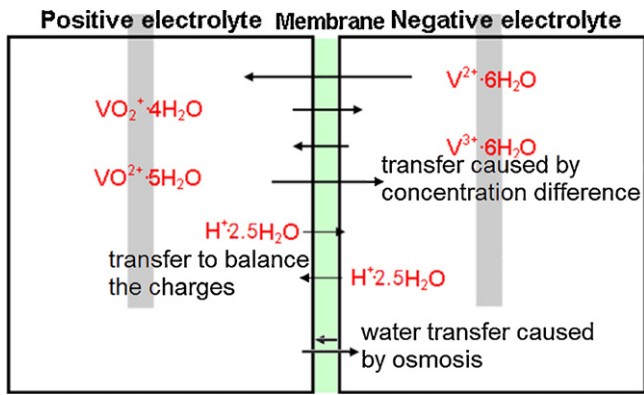 Positive electrolyte Membrane Negative electrolyte
V²⁺·6H₂O
VO₂⁺·4H₂O
V³⁺·6H₂O
VO²⁺·5H₂O
transfer caused by
concentration difference
H⁺·2.5H₂O
transfer to balance
the charges
H⁺·2.5H₂O
water transfer caused
by osmosis